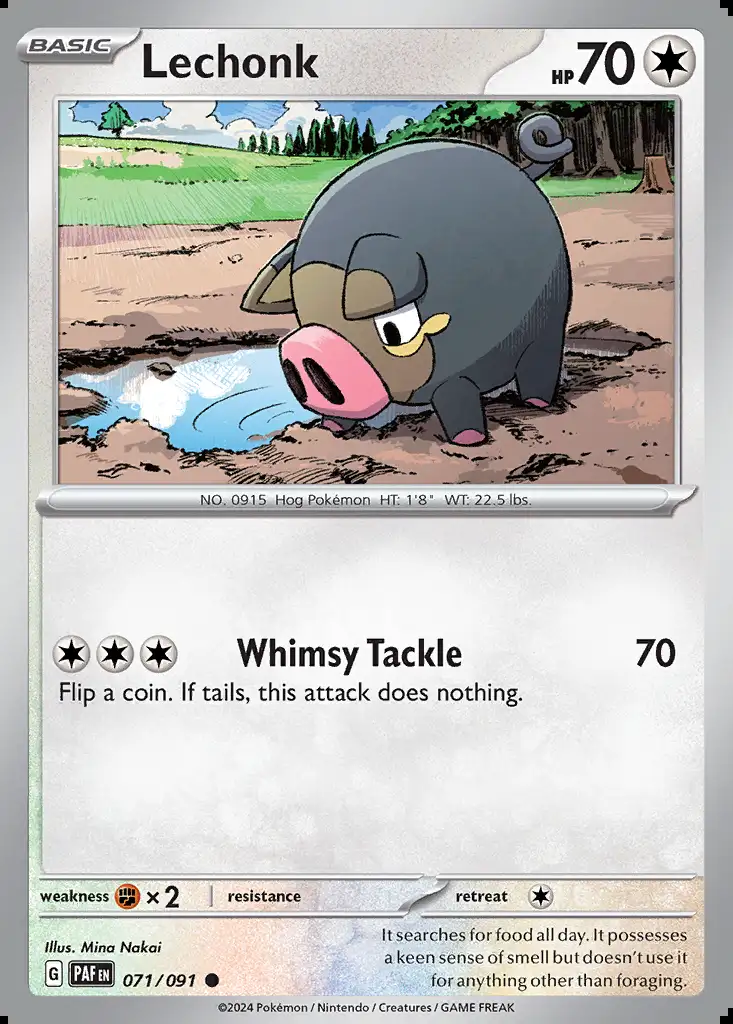 BASIC
Lechonk
HP 70
NO. 0915 Hog Pokémon HT: 1'8" WT: 22.5 lbs.
Whimsy Tackle 70
Flip a coin. If tails, this attack does nothing.
weakness ×2 resistance retreat
Illus. Mina Nakai
It searches for food all day. It possesses
a keen sense of smell but doesn't use it
for anything other than foraging.
G PAF EN 071/091
©2024 Pokémon / Nintendo / Creatures / GAME FREAK